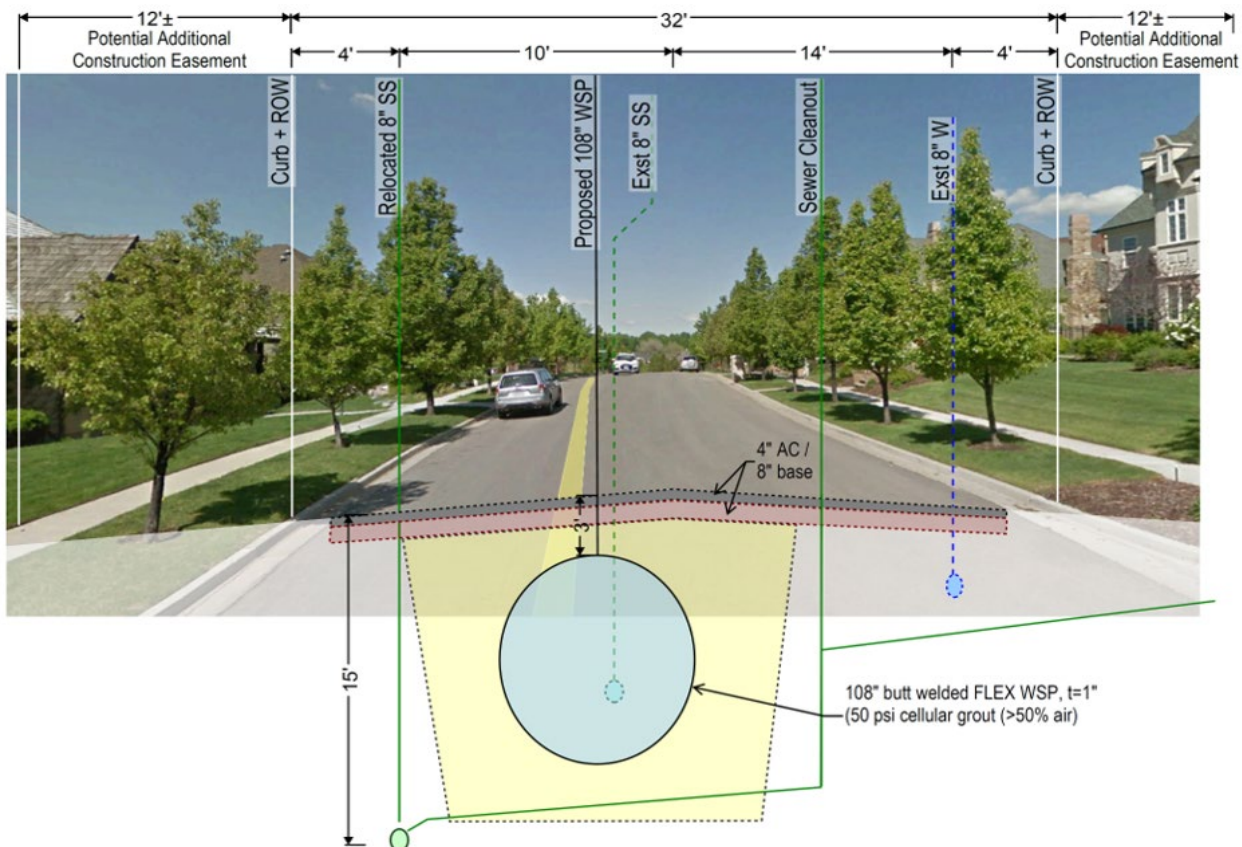 12'±
32'
12'±
Potential Additional
Construction Easement
4'
10'
14'
4'
Potential Additional
Construction Easement
Curb + ROW
Relocated 8" SS
Proposed 108" WSP
Exst 8" SS
Sewer Cleanout
Exst 8" W
Curb + ROW
4" AC /
8" base
3'
15'
108" butt welded FLEX WSP, t=1"
(50 psi cellular grout (>50% air)